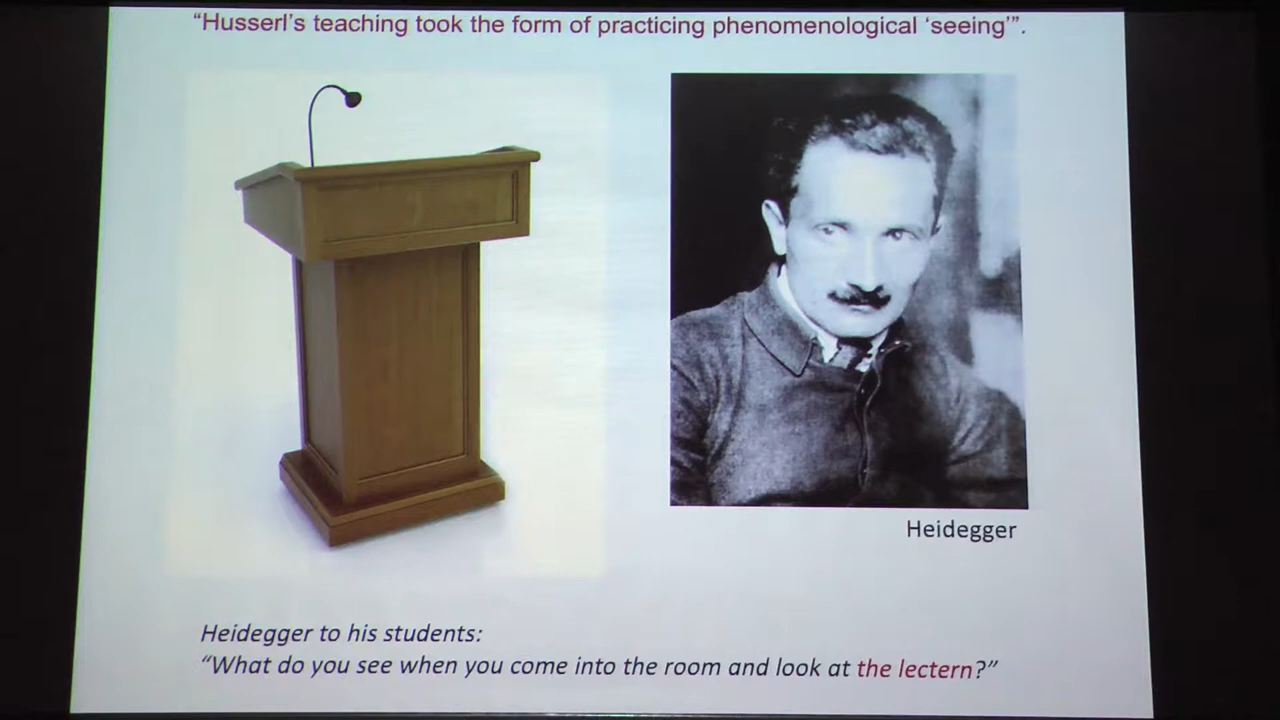 “Husserl’s teaching took the form of practicing phenomenological ‘seeing’”.
Heidegger
Heidegger to his students:
“What do you see when you come into the room and look at the lectern?”